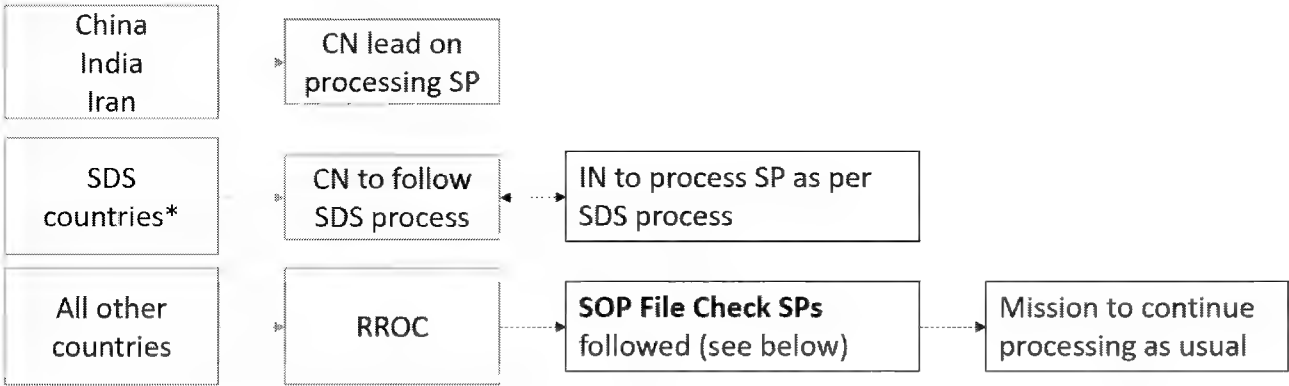 China
India
Iran
CN lead on
processing SP
SDS
countries*
CN to follow
SDS process
IN to process SP as per
SDS process
All other
countries
RROC
SOP File Check SPs
followed (see below)
Mission to continue
processing as usual